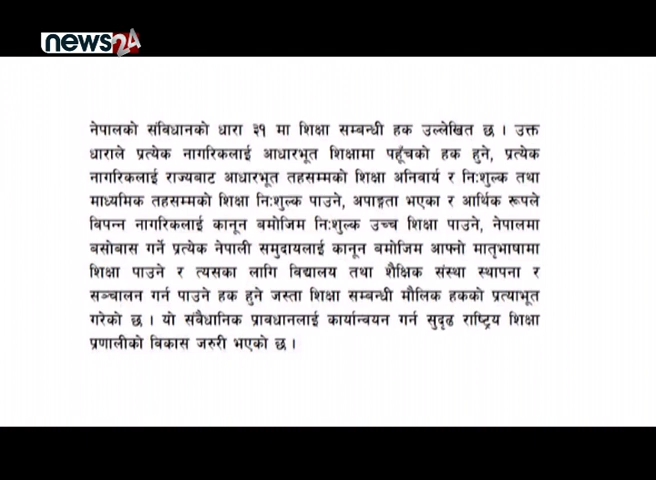 news24
नेपालको संविधानको धारा ३१ मा शिक्षा सम्बन्धी हक उल्लेखित छ । उक्त
धाराले प्रत्येक नागरिकलाई आधारभूत शिक्षामा पहूँचको हक हुने, प्रत्येक
नागरिकलाई राज्यबाट आधारभूत तहसम्मको शिक्षा अनिवार्य र नि:शुल्क तथा
माध्यमिक तहसम्मको शिक्षा नि:शुल्क पाउने, अपाङ्गता भएका र आर्थिक रूपले
बिपन्न नागरिकलाई कानून बमोजिम नि:शुल्क उच्च शिक्षा पाउने, नेपालमा
बसोबास गर्ने प्रत्येक नेपाली समुदायलाई कानून बमोजिम आफ्नो मातृभाषामा
शिक्षा पाउने र त्यसका लागि विद्यालय तथा शैक्षिक संस्था स्थापना र
सञ्चालन गर्न पाउने हक हुने जस्ता शिक्षा सम्बन्धी मौलिक हकको प्रत्याभूत
गरेको छ । यो संवैधानिक प्रावधानलाई कार्यान्वयन गर्न सुदृढ राष्ट्रिय शिक्षा
प्रणालीको विकास जरुरी भएको छ ।